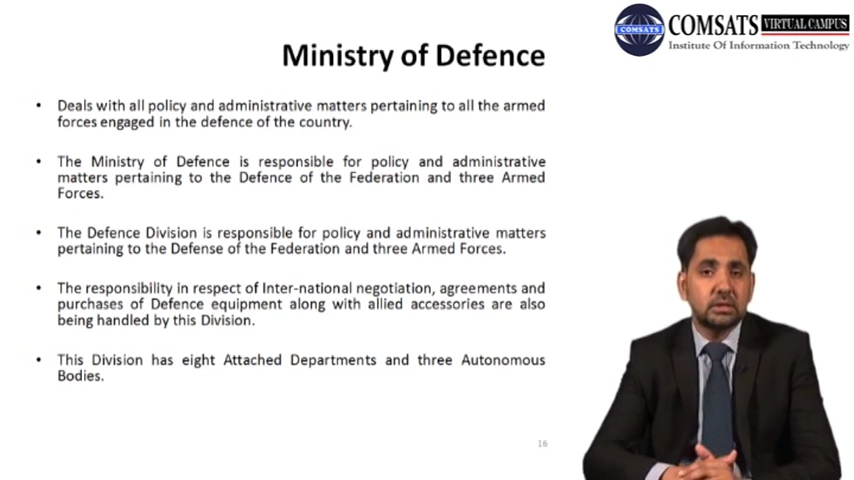 COMSATS
COMSATS VIRTUAL CAMPUS
Institute Of Information Technology
Ministry of Defence
• Deals with all policy and administrative matters pertaining to all the armed
forces engaged in the defence of the country.
• The Ministry of Defence is responsible for policy and administrative
matters pertaining to the Defence of the Federation and three Armed
Forces.
• The Defence Division is responsible for policy and administrative matters
pertaining to the Defense of the Federation and three Armed Forces.
• The responsibility in respect of Inter-national negotiation, agreements and
purchases of Defence equipment along with allied accessories are also
being handled by this Division.
• This Division has eight Attached Departments and three Autonomous
Bodies.
16